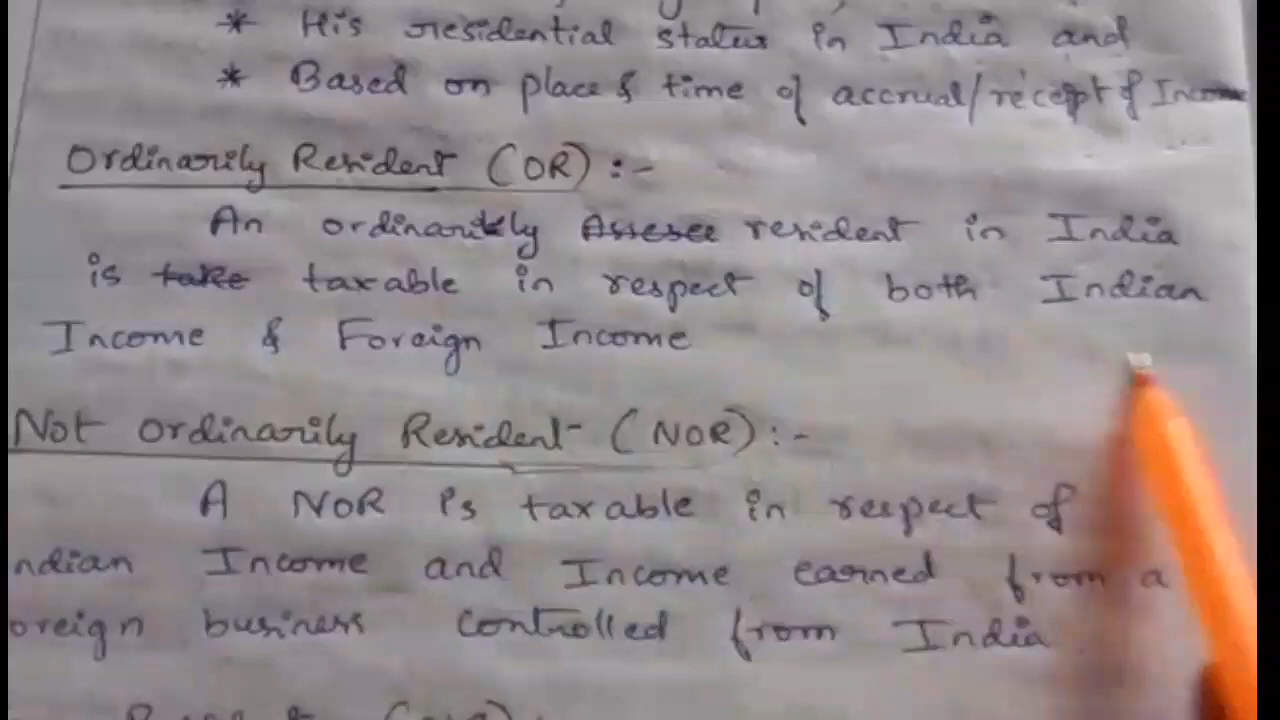 * His residential status in India and
* Based on place & time of accrual/receipt of Income
Ordinarily Resident (OR) :-
An ordinarily Assesee resident in India
is take taxable in respect of both Indian
Income & Foreign Income
Not Ordinarily Resident (NOR) :-
A NOR is taxable in respect of
ndian Income and Income earned from a
oreign business controlled from India